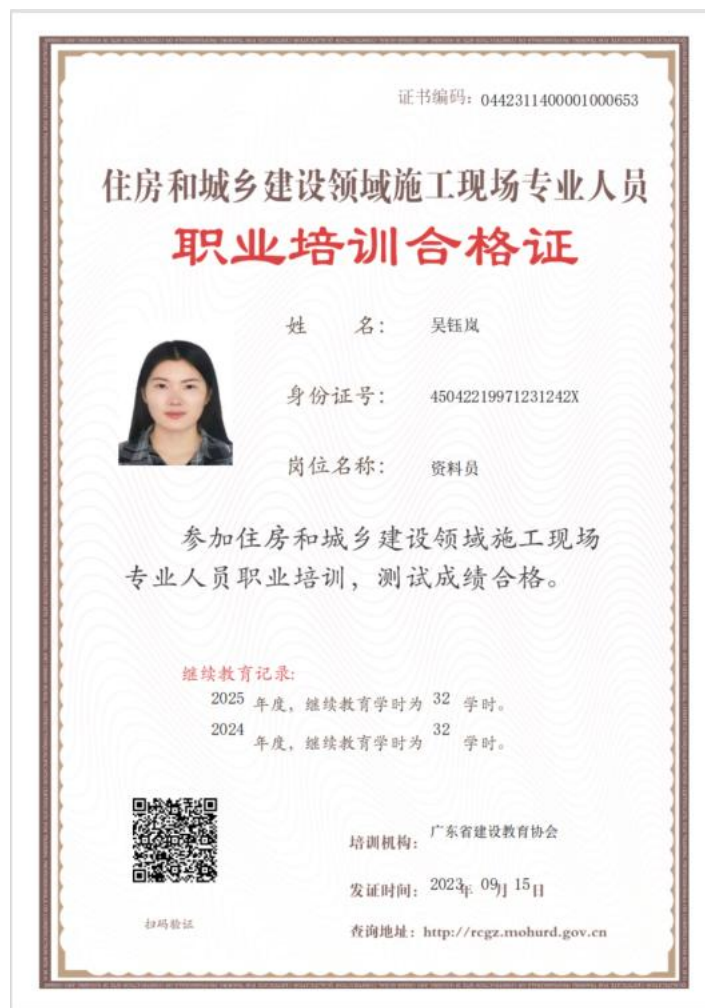 证书编码：0442311400001000653
住房和城乡建设领域施工现场专业人员
职业培训合格证
姓 名： 吴钰岚
身份证号： 45042219971231242X
岗位名称： 资料员
参加住房和城乡建设领域施工现场
专业人员职业培训，测试成绩合格。
继续教育记录:
2025 年度，继续教育学时为 32 学时。
2024 年度，继续教育学时为 32 学时。
培训机构： 广东省建设教育协会
发证时间： 2023年 09月 15日
扫码验证
查询地址：http://rcgz.mohurd.gov.cn